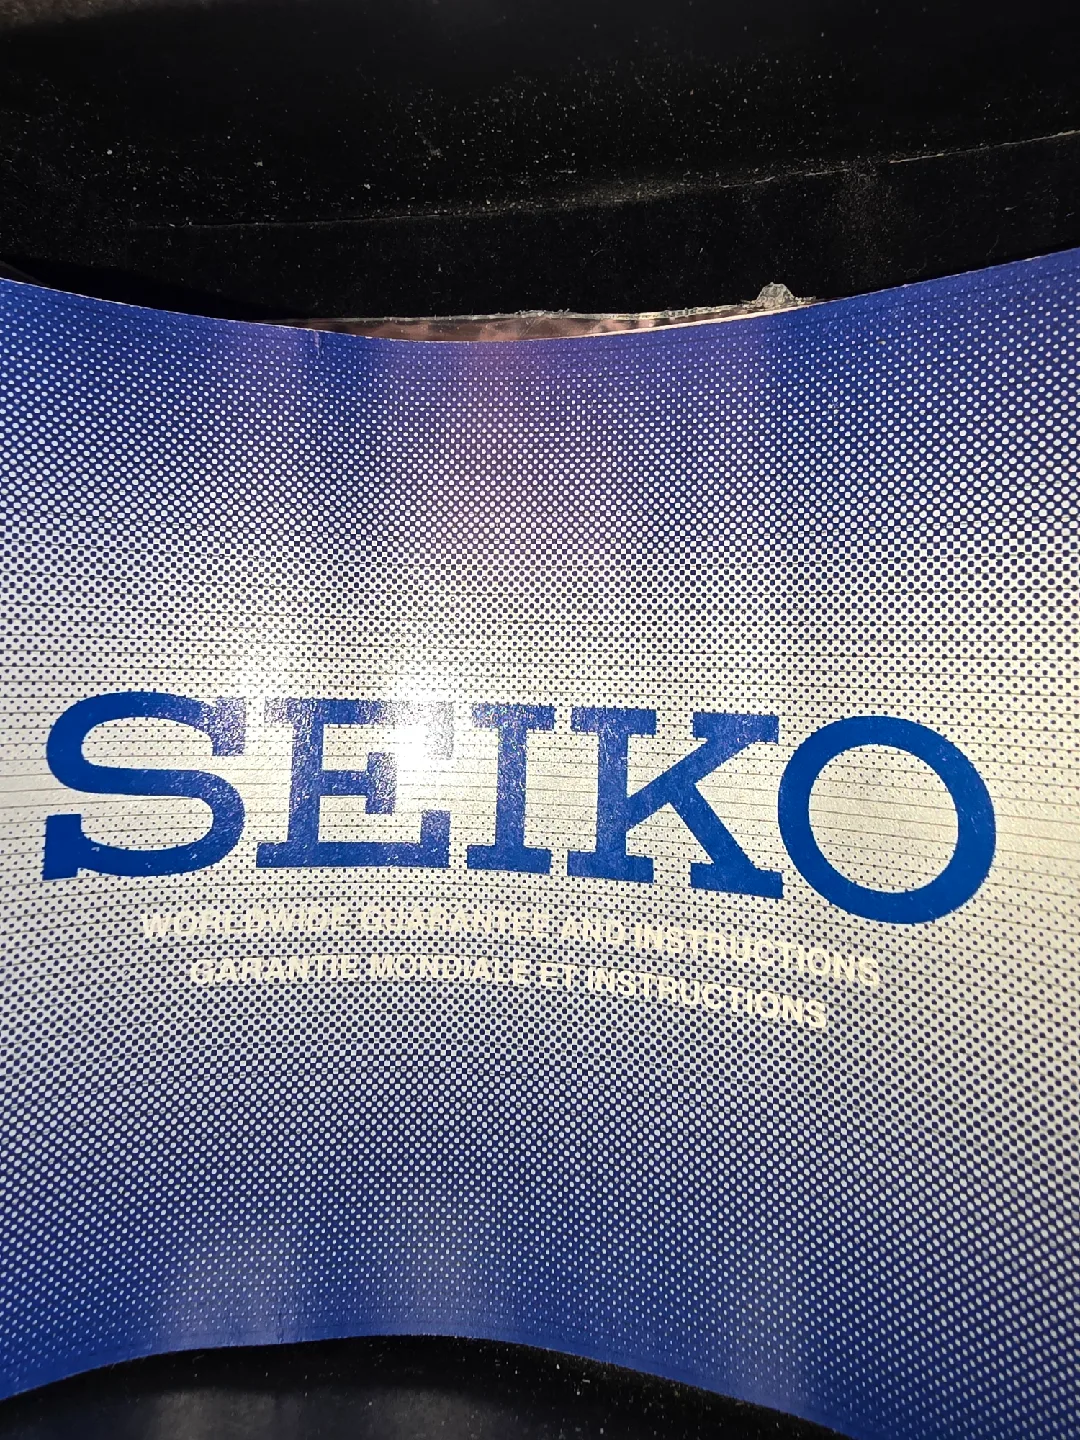 SEIKO
WORLDWIDE GUARANTEE AND INSTRUCTIONS
GARANTIE MONDIALE ET INSTRUCTIONS